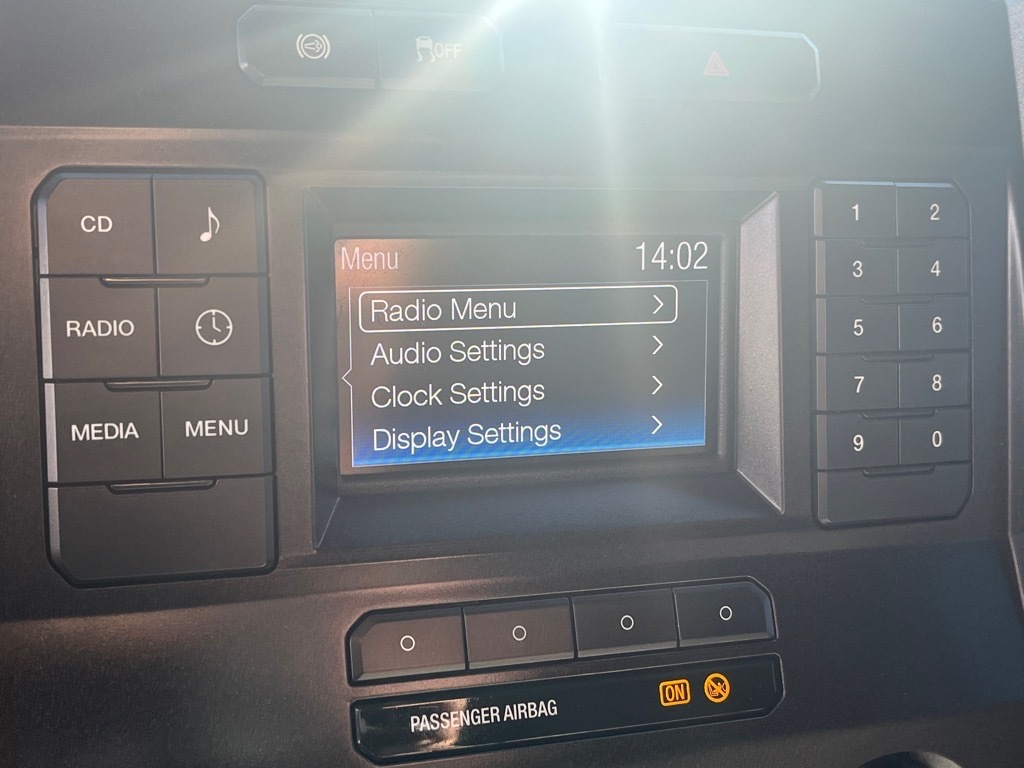 OFF
CD
RADIO
MEDIA
MENU
Menu
14:02
Radio Menu
Audio Settings
Clock Settings
Display Settings
1
2
3
4
5
6
7
8
9
0
PASSENGER AIRBAG
ON